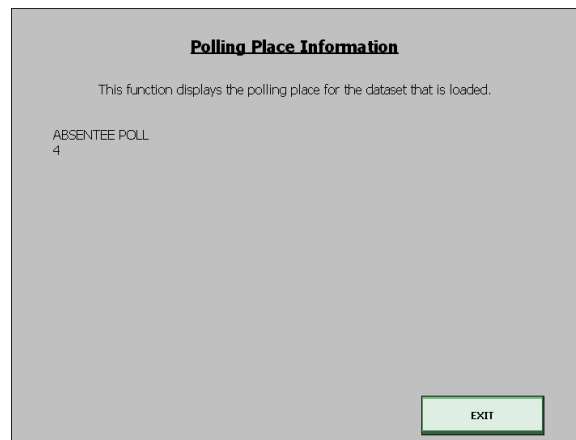 Polling Place Information
This function displays the polling place for the dataset that is loaded.
ABSENTEE POLL
4
EXIT